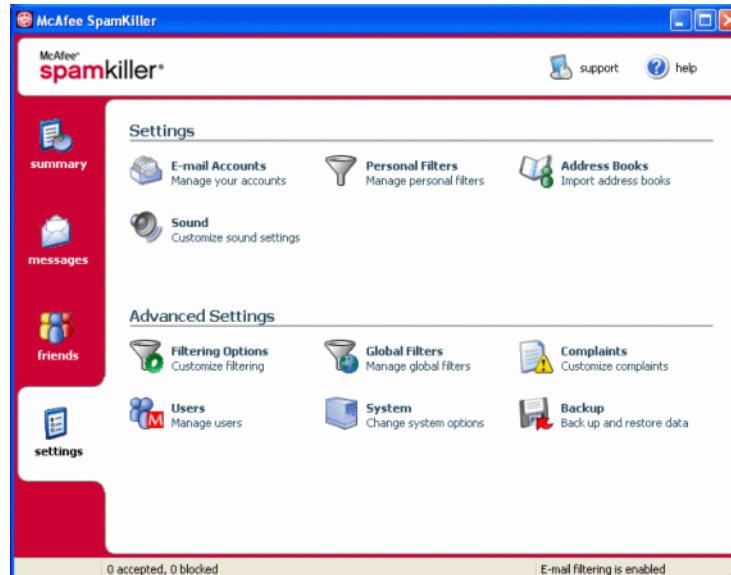 McAfee SpamKiller
McAfee®
spamkiller®
support
help
summary
messages
friends
settings
Settings
E-mail Accounts
Manage your accounts
Personal Filters
Manage personal filters
Address Books
Import address books
Sound
Customize sound settings
Advanced Settings
Filtering Options
Customize filtering
Global Filters
Manage global filters
Complaints
Customize complaints
Users
Manage users
System
Change system options
Backup
Back up and restore data
0 accepted, 0 blocked
E-mail filtering is enabled